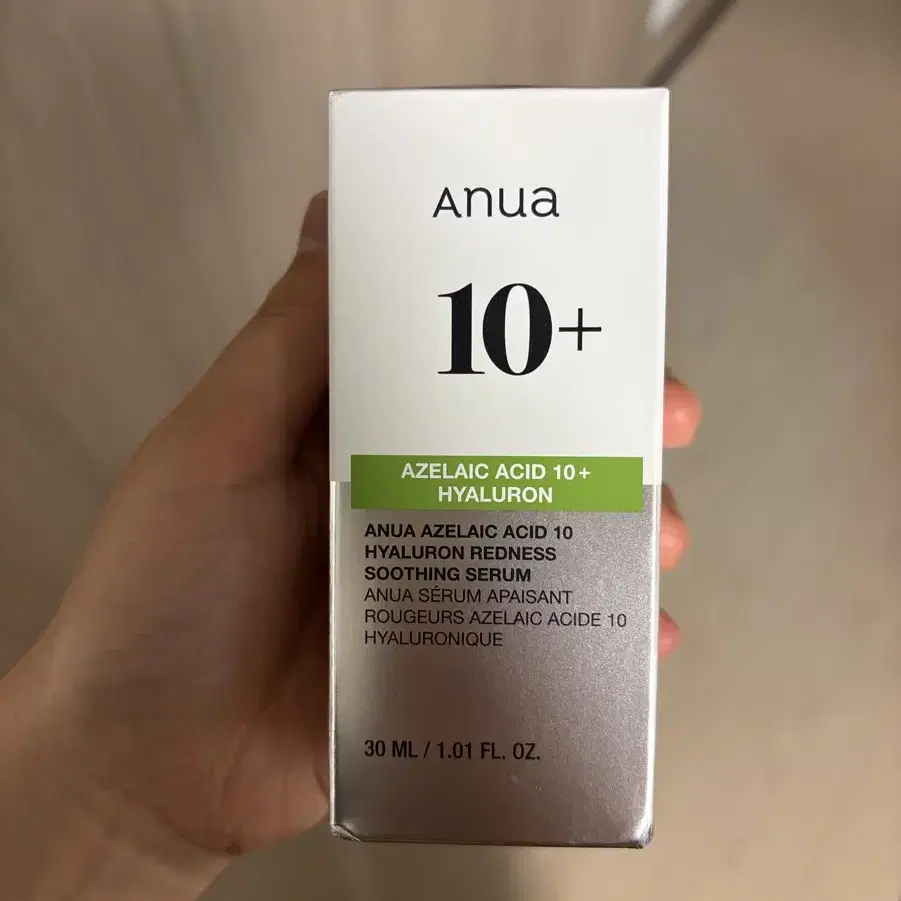 Anua
10+
AZELAIC ACID 10+
HYALURON
ANUA AZELAIC ACID 10
HYALURON REDNESS
SOOTHING SERUM
ANUA SÉRUM APAISANT
ROUGEURS AZELAIC ACIDE 10
HYALURONIQUE
30 ML / 1.01 FL. OZ.